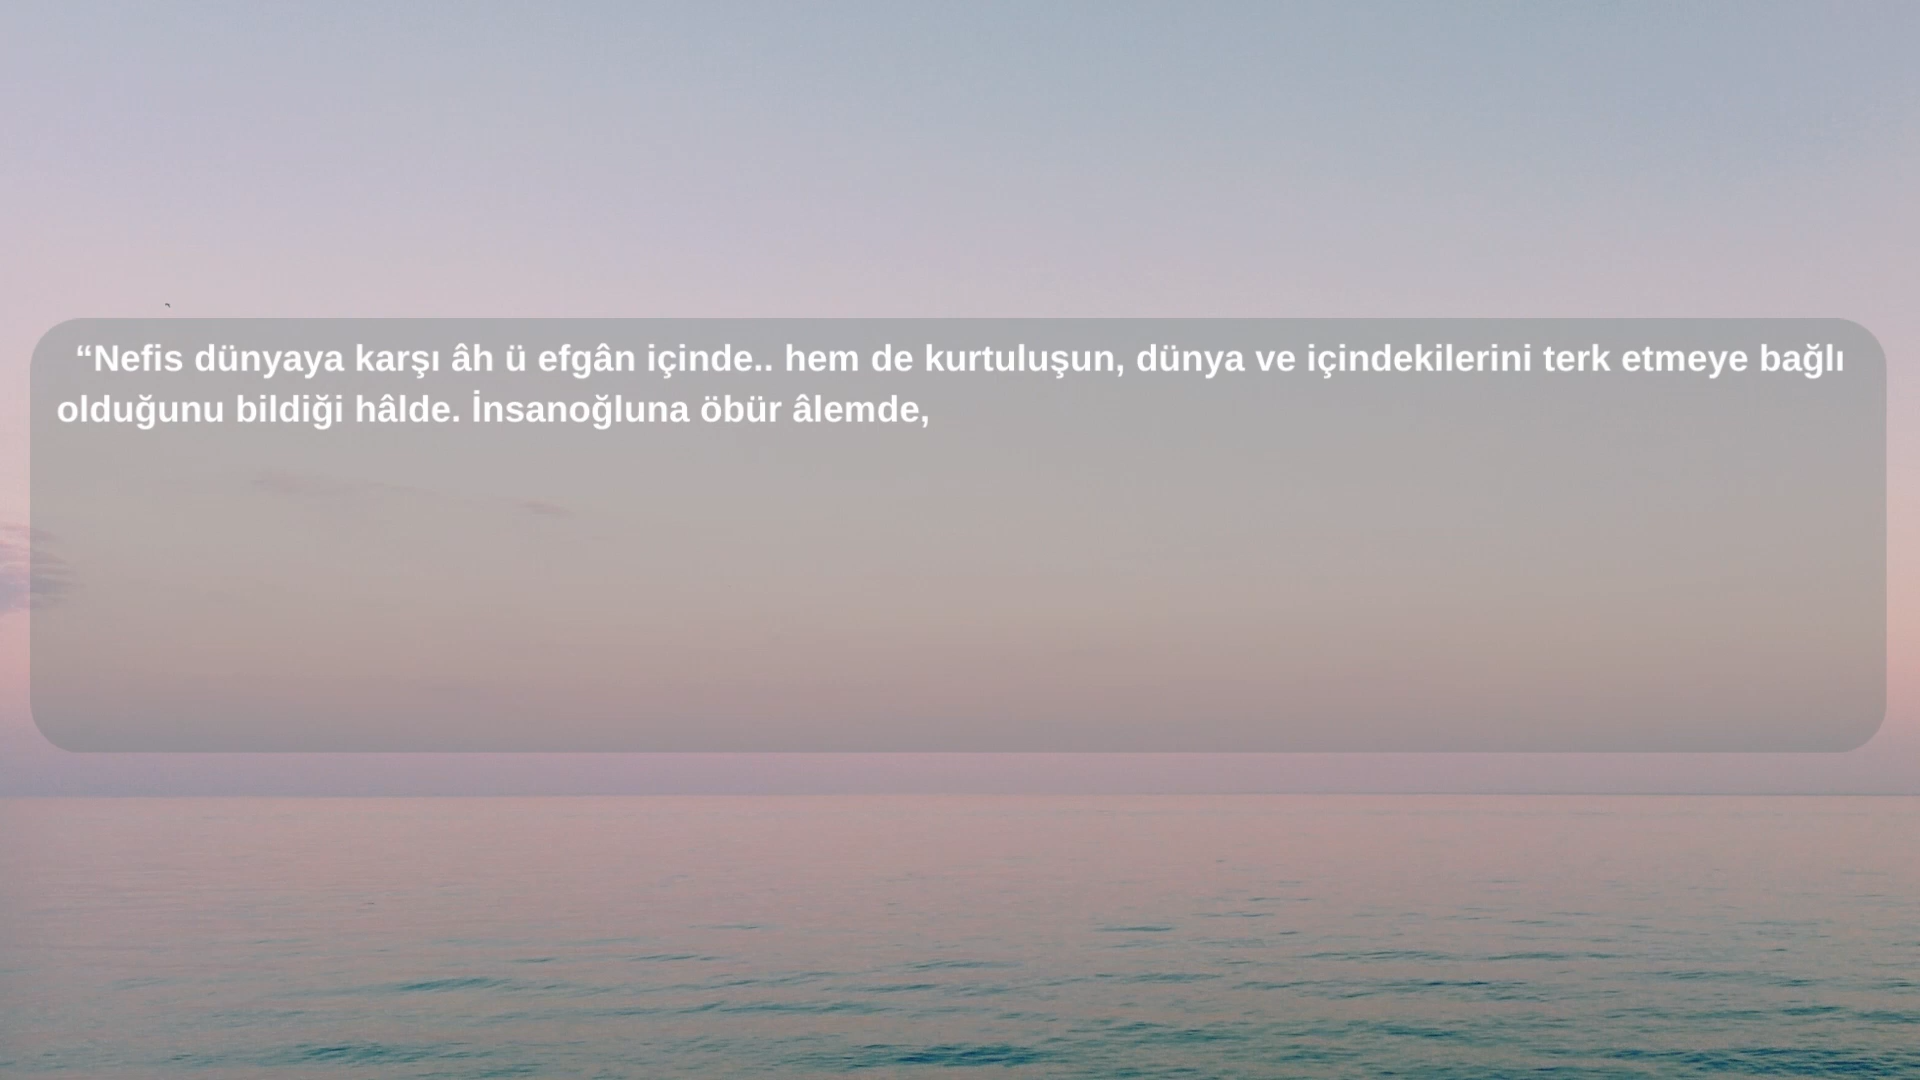 “Nefis dünyaya karşı âh ü efgân içinde.. hem de kurtuluşun, dünya ve içindekilerini terk etmeye bağlı
olduğunu bildiği hâlde. İnsanoğluna öbür âlemde,